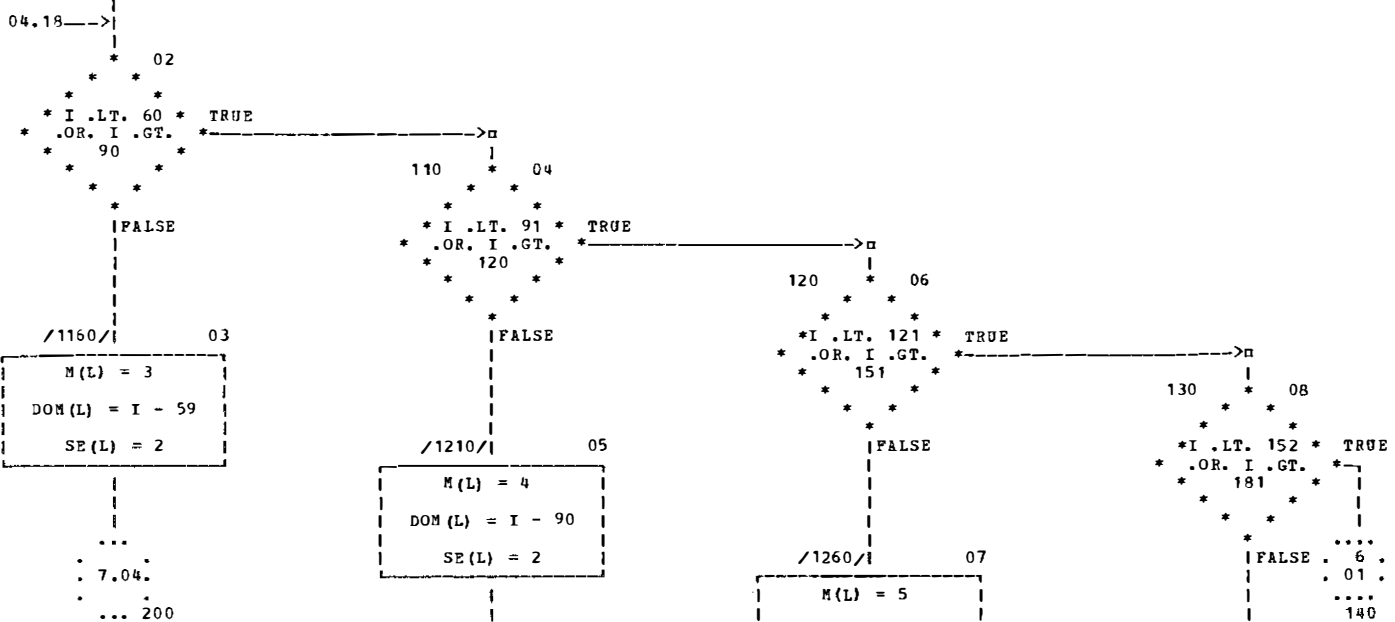 04.18
02
I .LT. 60
TRUE
.OR. I .GT.
90
110
04
FALSE
I .LT. 91
TRUE
.OR. I .GT.
120
120
06
/1160/
03
FALSE
I .LT. 121
TRUE
.OR. I .GT.
151
M(L) = 3
130
08
DOM(L) = I - 59
SE(L) = 2
/1210/
05
FALSE
I .LT. 152
TRUE
.OR. I .GT.
181
M(L) = 4
DOM(L) = I - 90
SE(L) = 2
/1260/
07
FALSE
6
7.04
01
M(L) = 5
200
140